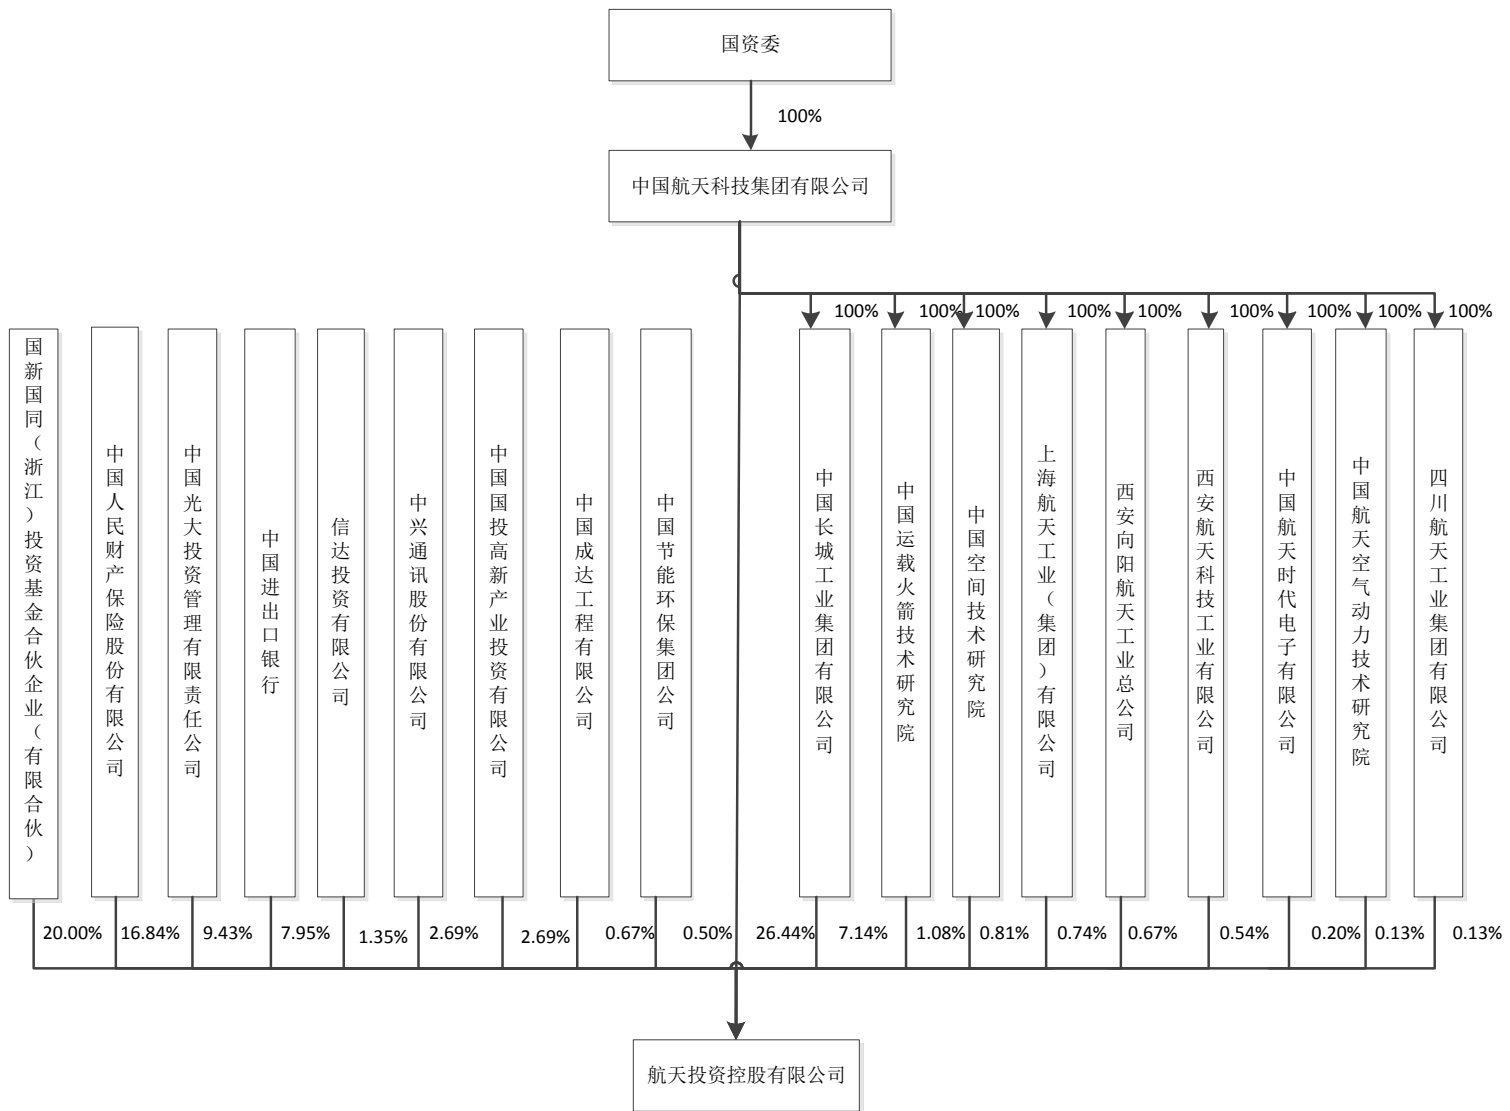 国资委
100%
中国航天科技集团有限公司
100%
100%
100%
100%
100%
100%
100%
100%
100%
国新国同（浙江）投资基金合伙企业（有限合伙）
中国人民财产保险股份有限公司
中国光大投资管理有限责任公司
中国进出口银行
信达投资有限公司
中兴通讯股份有限公司
中国国投高新产业投资有限公司
中国成达工程有限公司
中国节能环保集团公司
中国长城工业集团有限公司
中国运载火箭技术研究院
中国空间技术研究院
上海航天工业（集团）有限公司
西安向阳航天工业总公司
西安航天科技工业有限公司
中国航天时代电子有限公司
中国航天空气动力技术研究院
四川航天工业集团有限公司
20.00%
16.84%
9.43%
7.95%
1.35%
2.69%
2.69%
0.67%
0.50%
26.44%
7.14%
1.08%
0.81%
0.74%
0.67%
0.54%
0.20%
0.13%
0.13%
航天投资控股有限公司